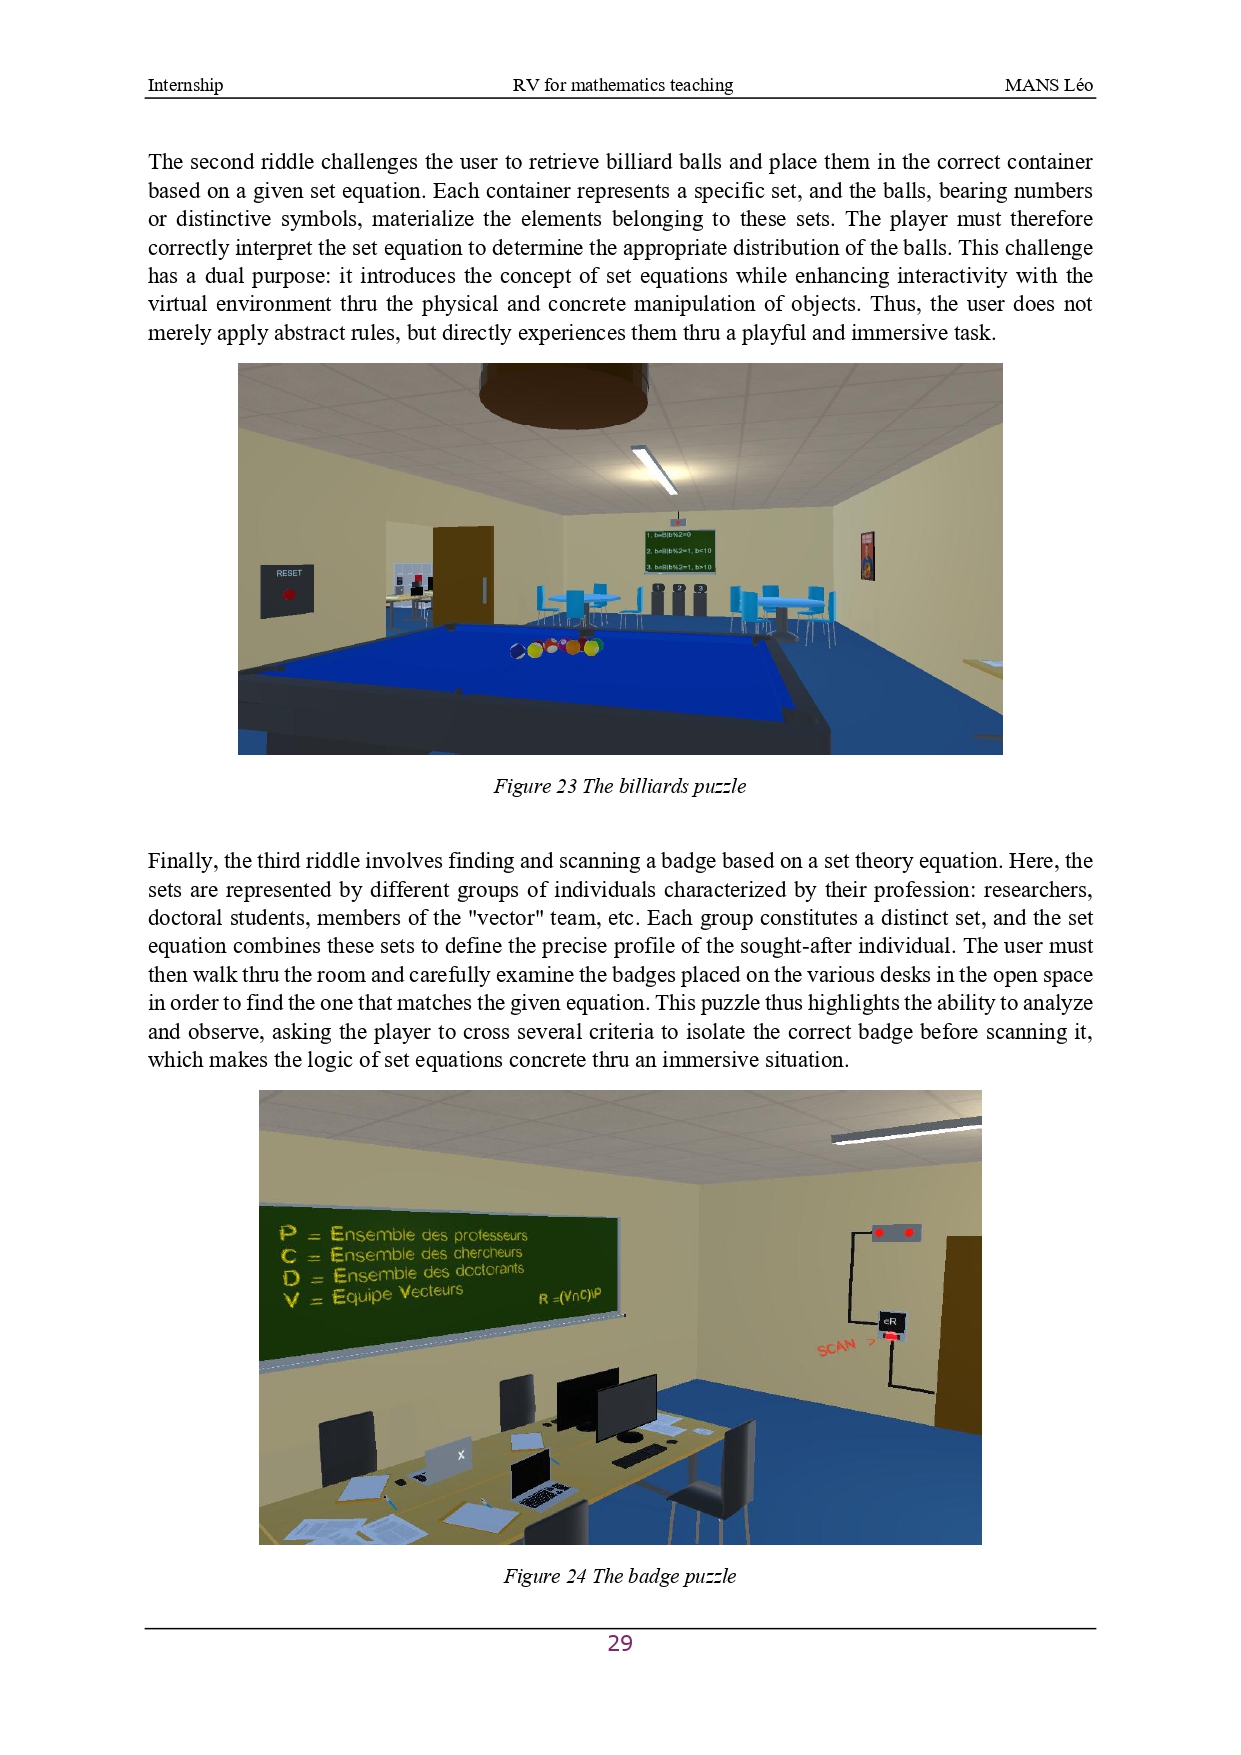 Internship RV for mathematics teaching MANS Léo
The second riddle challenges the user to retrieve billiard balls and place them in the correct container
based on a given set equation. Each container represents a specific set, and the balls, bearing numbers
or distinctive symbols, materialize the elements belonging to these sets. The player must therefore
correctly interpret the set equation to determine the appropriate distribution of the balls. This challenge
has a dual purpose: it introduces the concept of set equations while enhancing interactivity with the
virtual environment thru the physical and concrete manipulation of objects. Thus, the user does not
merely apply abstract rules, but directly experiences them thru a playful and immersive task.
RESET
1. b∈B|b%2=0
2. b∈B|b%2=1, b<10
3. b∈B|b%2=1, b>10
1 2 3
Figure 23 The billiards puzzle
Finally, the third riddle involves finding and scanning a badge based on a set theory equation. Here, the
sets are represented by different groups of individuals characterized by their profession: researchers,
doctoral students, members of the "vector" team, etc. Each group constitutes a distinct set, and the set
equation combines these sets to define the precise profile of the sought-after individual. The user must
then walk thru the room and carefully examine the badges placed on the various desks in the open space
in order to find the one that matches the given equation. This puzzle thus highlights the ability to analyze
and observe, asking the player to cross several criteria to isolate the correct badge before scanning it,
which makes the logic of set equations concrete thru an immersive situation.
P = Ensemble des professeurs
C = Ensemble des chercheurs
D = Ensemble des doctorants
V = Equipe Vecteurs
R =(V∩C)\P
eR
SCAN >
X
Figure 24 The badge puzzle
29